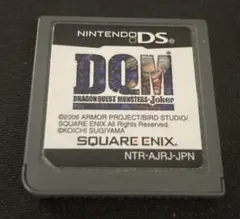 NINTENDO DS
DQM
DRAGON QUEST MONSTERS-Joker
©2006 ARMOR PROJECT/BIRD STUDIO/
SQUARE ENIX All Rights Reserved.
©KOICHI SUGIYAMA
SQUARE ENIX
NTR-AJRJ-JPN